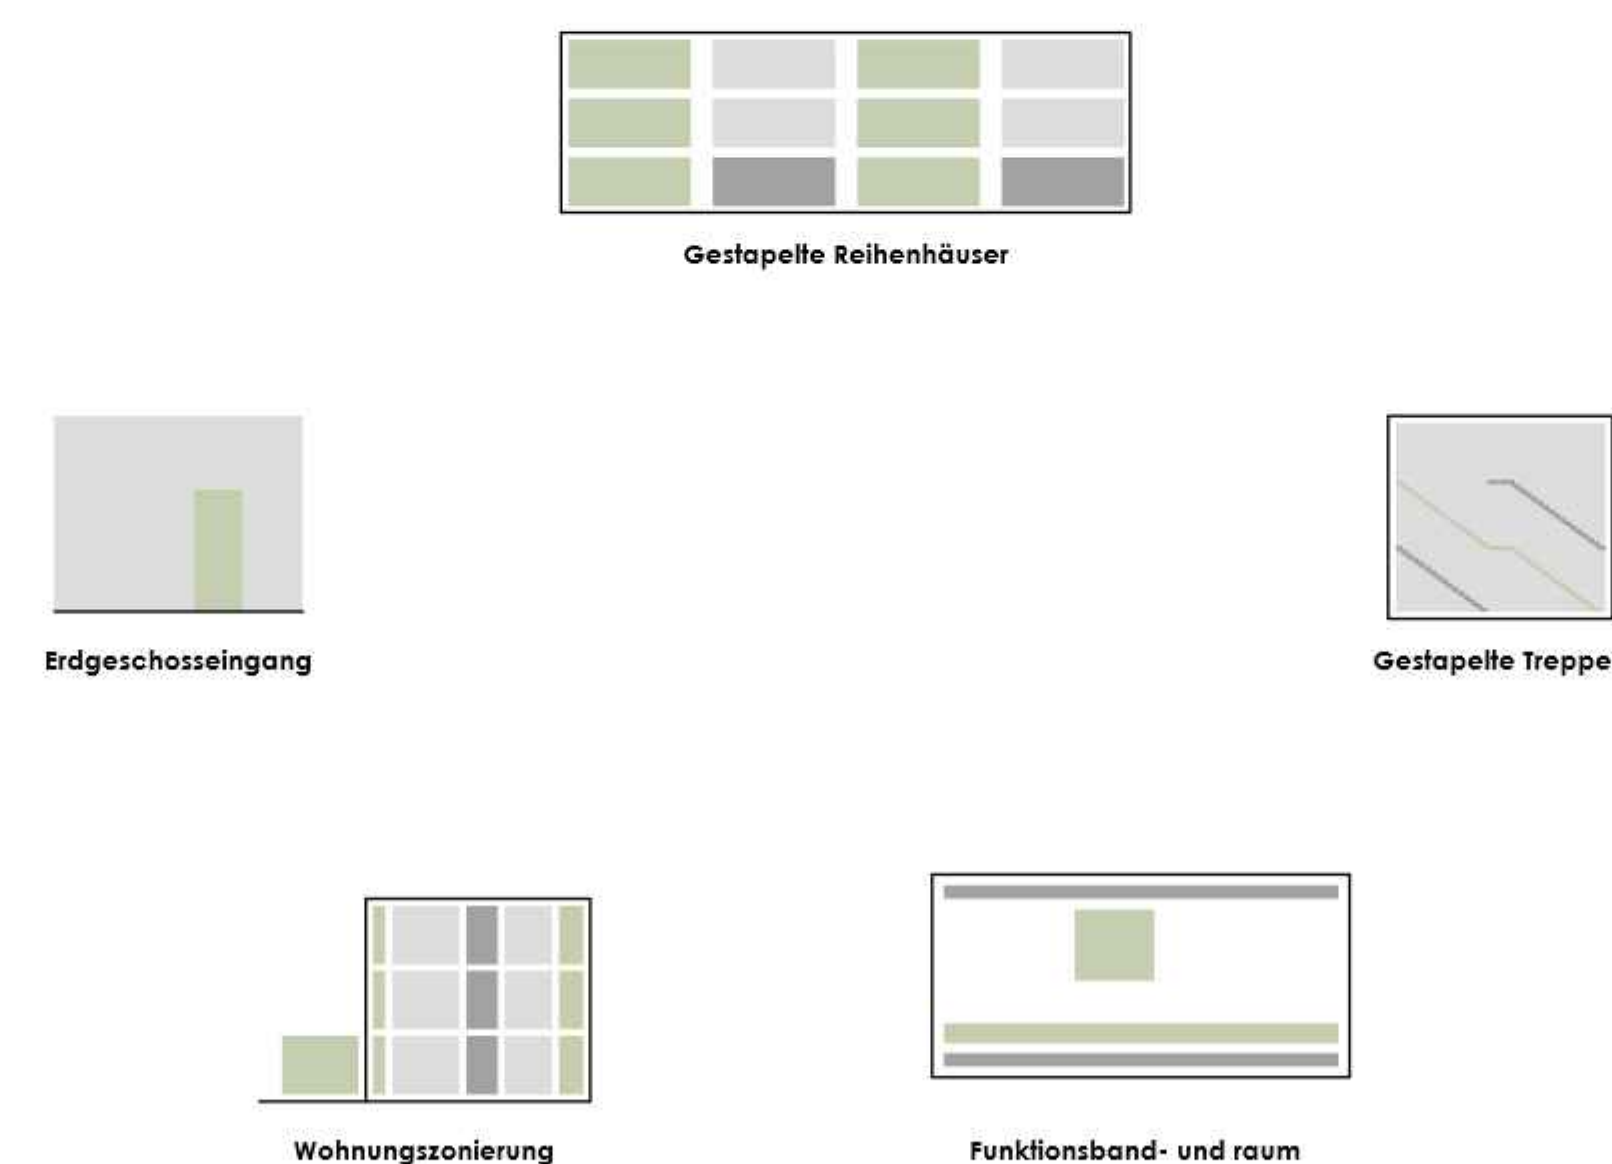 Gestapelte Reihenhäuser
Erdgeschosseingang
Gestapelte Treppe
Wohnungszonierung
Funktionsband- und raum